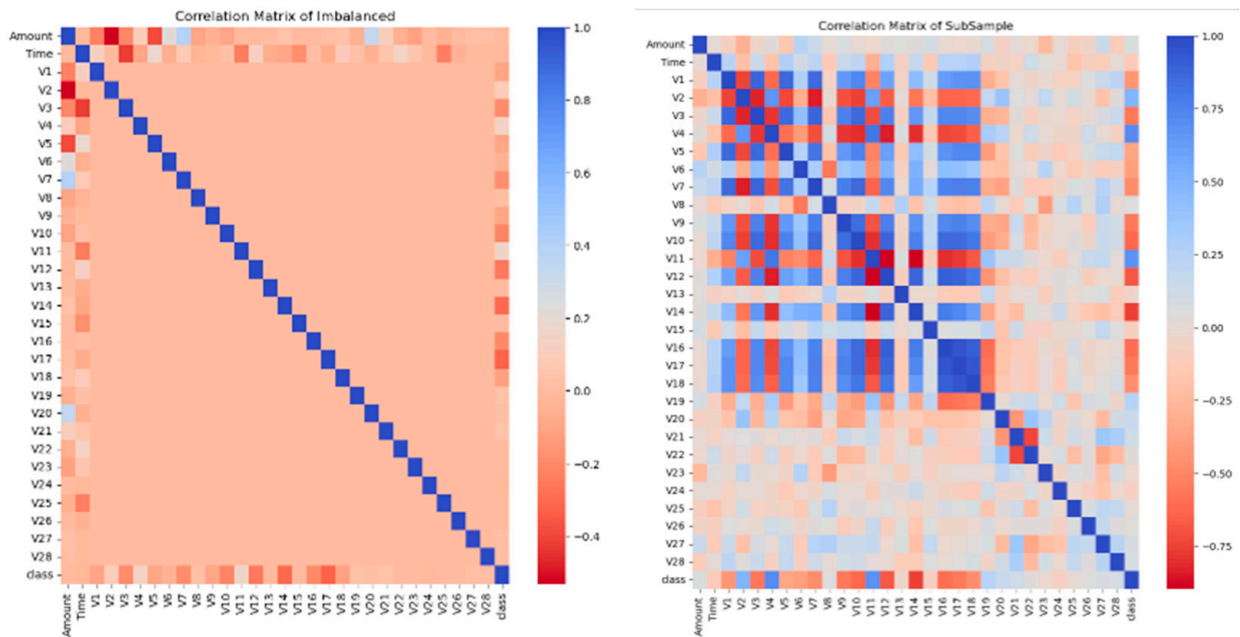 Correlation Matrix of Imbalanced
Amount
Time
V1
V2
V3
V4
V5
V6
V7
V8
V9
V10
V11
V12
V13
V14
V15
V16
V17
V18
V19
V20
V21
V22
V23
V24
V25
V26
V27
V28
class
Amount Time V1 V2 V3 V4 V5 V6 V7 V8 V9 V10 V11 V12 V13 V14 V15 V16 V17 V18 V19 V20 V21 V22 V23 V24 V25 V26 V27 V28 class
1.0
0.8
0.6
0.4
0.2
0.0
−0.2
−0.4
Correlation Matrix of SubSample
Amount
Time
V1
V2
V3
V4
V5
V6
V7
V8
V9
V10
V11
V12
V13
V14
V15
V16
V17
V18
V19
V20
V21
V22
V23
V24
V25
V26
V27
V28
class
Amount Time V1 V2 V3 V4 V5 V6 V7 V8 V9 V10 V11 V12 V13 V14 V15 V16 V17 V18 V19 V20 V21 V22 V23 V24 V25 V26 V27 V28 class
1.00
0.75
0.50
0.25
0.00
−0.25
−0.50
−0.75